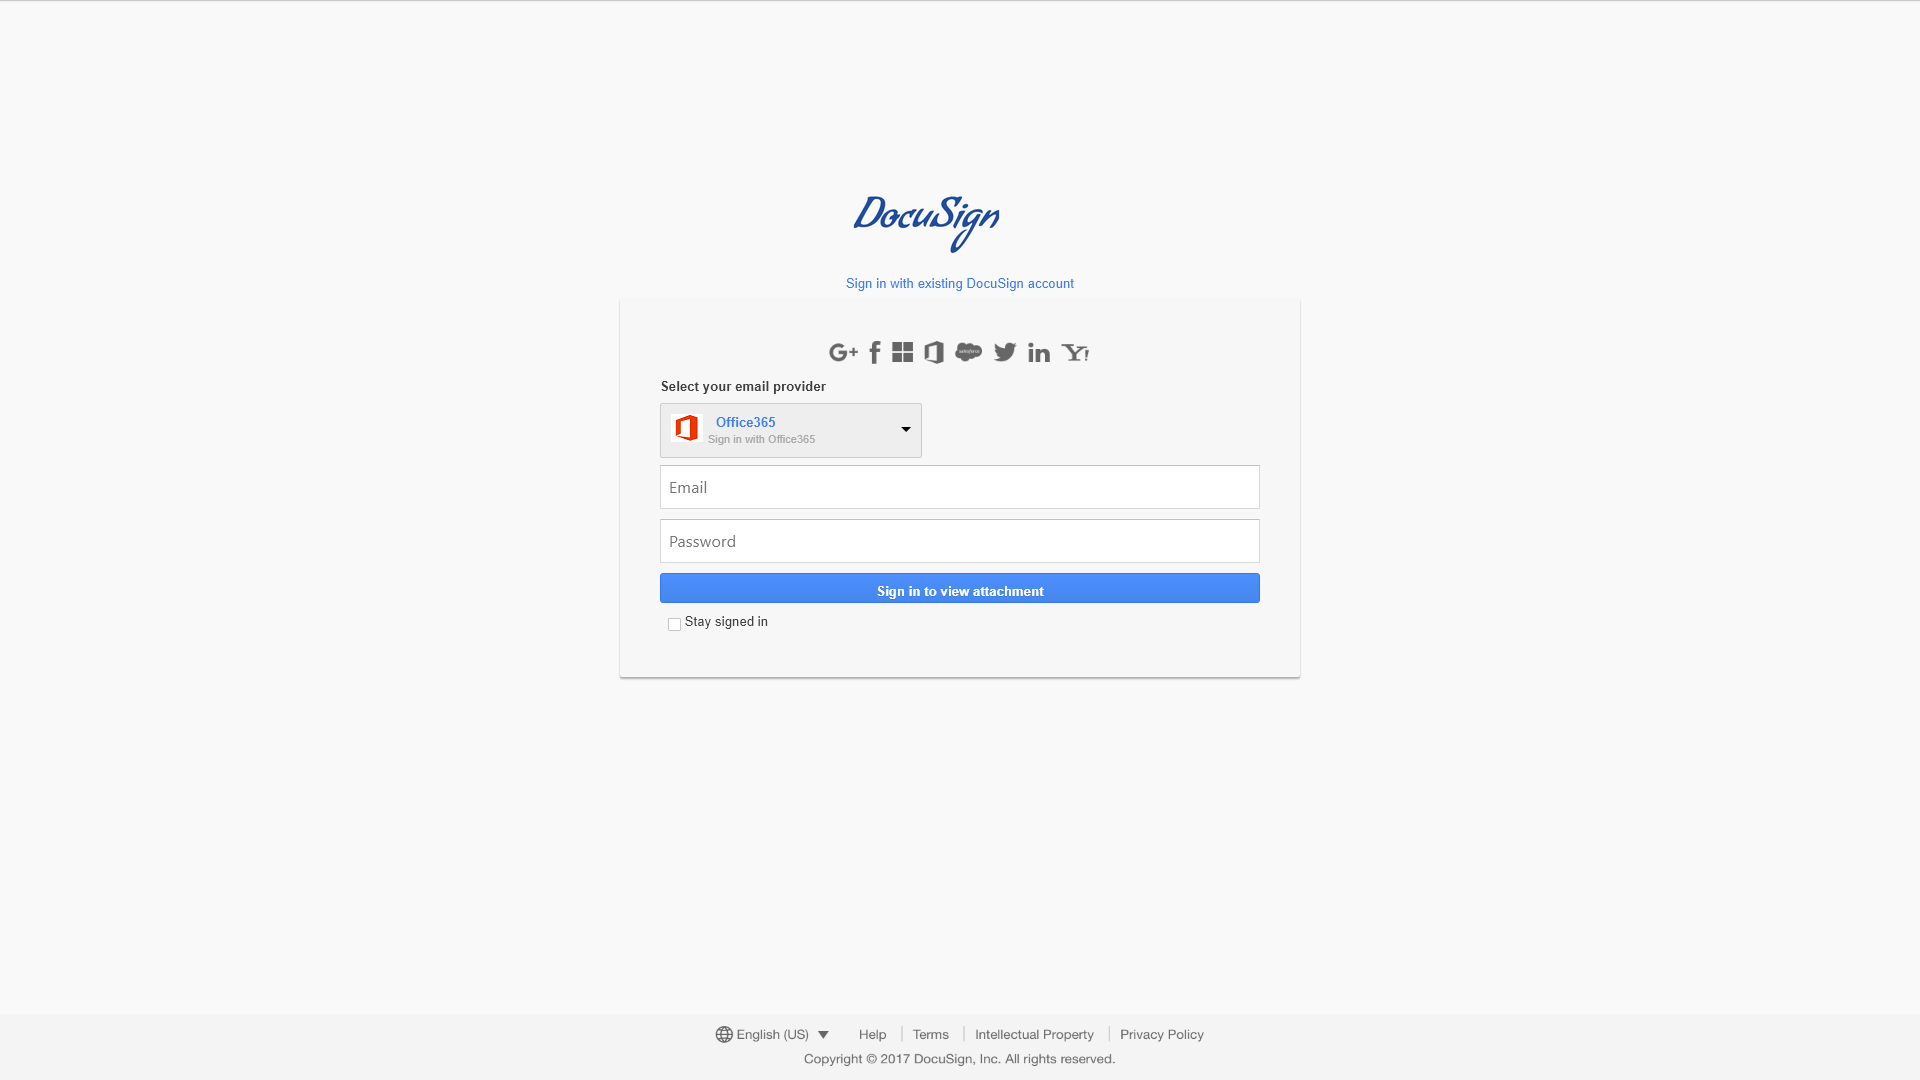 DocuSign
Sign in with existing DocuSign account
G+ f salesforce in Y!
Select your email provider
Office365
Sign in with Office365
Email
Password
Sign in to view attachment
Stay signed in
English (US) Help Terms Intellectual Property Privacy Policy
Copyright © 2017 DocuSign, Inc. All rights reserved.